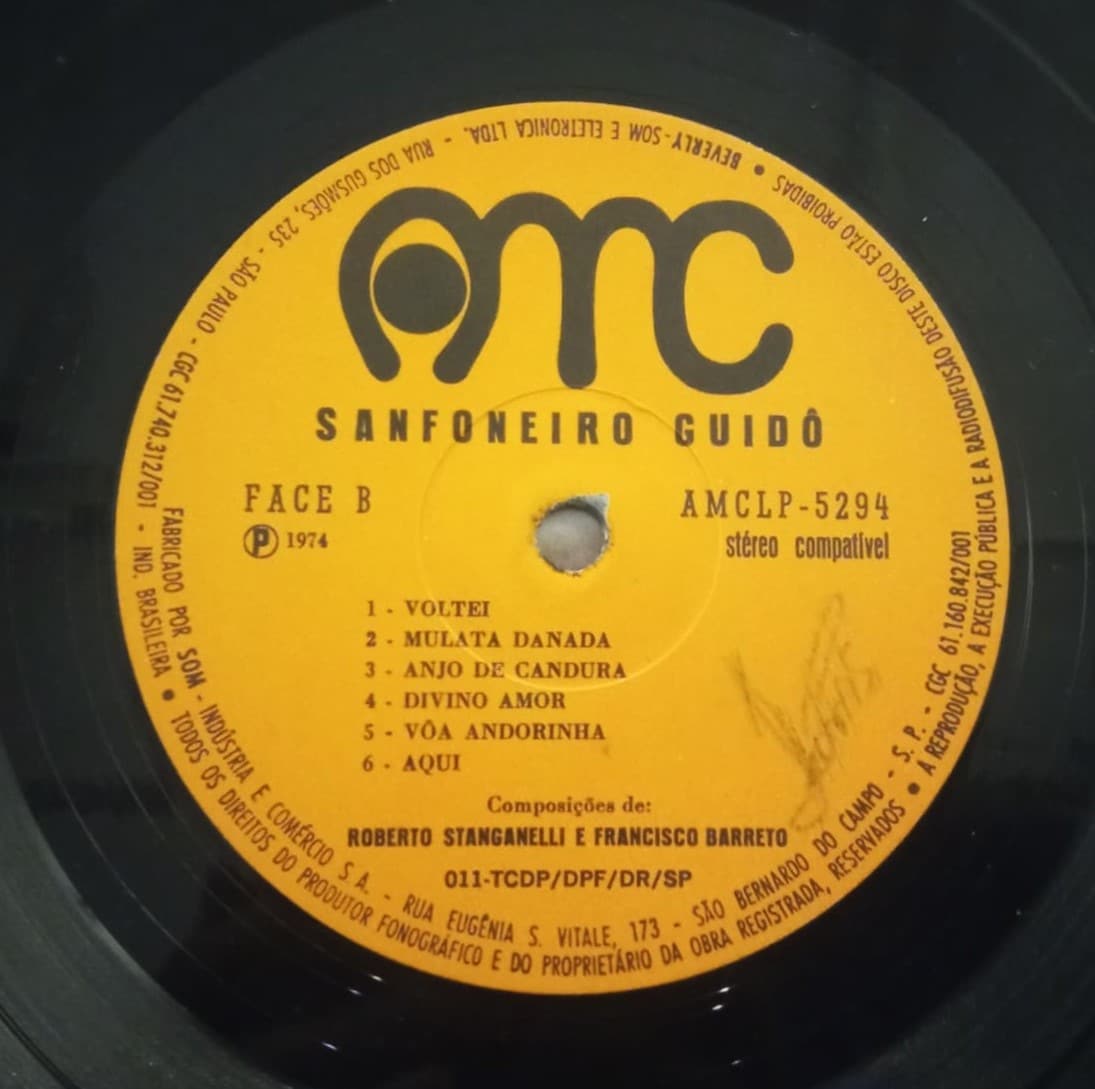 AMC
SANFONEIRO GUIDÔ
FACE B
℗ 1974
AMCLP-5294
stéreo compatível
1 - VOLTEI
2 - MULATA DANADA
3 - ANJO DE CANDURA
4 - DIVINO AMOR
5 - VÔA ANDORINHA
6 - AQUI
Composições de:
ROBERTO STANGANELLI E FRANCISCO BARRETO
011-TCDP/DPF/DR/SP
FABRICADO POR SOM - INDÚSTRIA E COMÉRCIO S A. - RUA EUGÊNIA S. VITALE, 173 - SÃO BERNARDO DO CAMPO - S. P. - CGC 61.160.842/001
BEVERLY - SOM E ELETRONICA LTDA. - RUA DOS GUSMÕES, 235 - SÃO PAULO - CGC 61.740.312/001 - IND. BRASILEIRA • TODOS OS DIREITOS DO PRODUTOR FONOGRÁFICO E DO PROPRIETÁRIO DA OBRA REGISTRADA, RESERVADOS • A REPRODUÇÃO, A EXECUÇÃO PÚBLICA E A RADIODIFUSÃO DESTE DISCO ESTÃO PROIBIDAS •